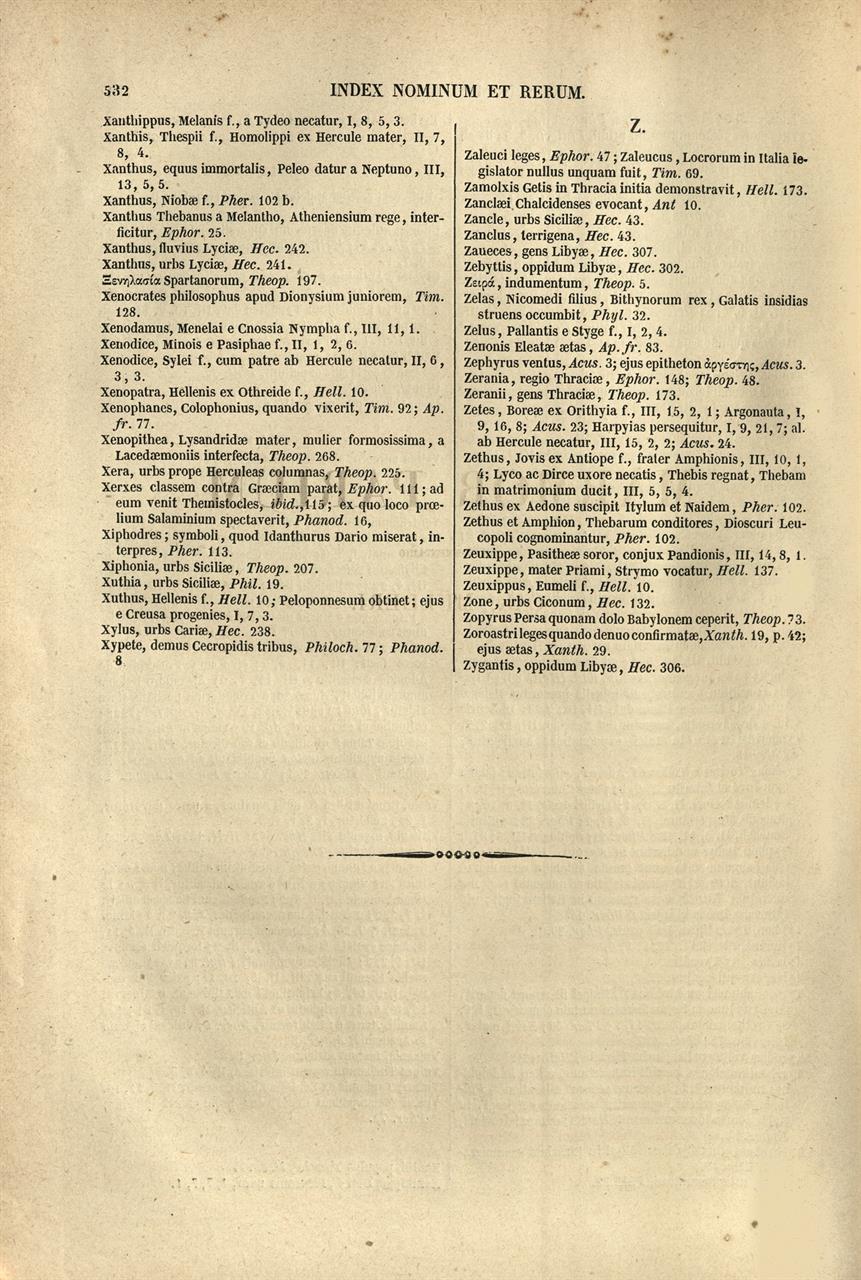 532
INDEX NOMINUM ET RERUM.
Xanthippus, Melanis f., a Tydeo necatur, I, 8, 5, 3.
Xanthis, Thespii f., Homolippi ex Hercule mater, II, 7,
8, 4.
Xanthus, equus immortalis, Peleo datur a Neptuno, III,
13, 5, 5.
Xanthus, Niobæ f., Pher. 102 b.
Xanthus Thebanus a Melantho, Atheniensium rege, inter-
ficitur, Ephor. 25.
Xanthus, fluvius Lyciæ, Hec. 242.
Xanthus, urbs Lyciæ, Hec. 241.
Ξενηλασία Spartanorum, Theop. 197.
Xenocrates philosophus apud Dionysium juniorem, Tim.
128.
Xenodamus, Menelai e Cnossia Nympha f., III, 11, 1.
Xenodice, Minois e Pasiphae f., II, 1, 2, 6.
Xenodice, Sylei f., cum patre ab Hercule necatur, II, 6,
3, 3.
Xenopatra, Hellenis ex Othreide f., Hell. 10.
Xenophanes, Colophonius, quando vixerit, Tim. 92; Ap.
fr. 77.
Xenopithea, Lysandridæ mater, mulier formosissima, a
Lacedæmoniis interfecta, Theop. 268.
Xera, urbs prope Herculeas columnas, Theop. 225.
Xerxes classem contra Græciam parat, Ephor. 111; ad
eum venit Themistocles, ibid., 115; ex quo loco prœ-
lium Salaminium spectaverit, Phanod. 16,
Xiphodres; symboli, quod Idanthurus Dario miserat, in-
terpres, Pher. 113.
Xiphonia, urbs Siciliæ, Theop. 207.
Xuthia, urbs Siciliæ, Phil. 19.
Xuthus, Hellenis f., Hell. 10; Peloponnesum obtinet; ejus
e Creusa progenies, I, 7, 3.
Xylus, urbs Cariæ, Hec. 238.
Xypete, demus Cecropidis tribus, Philoch. 77; Phanod.
8
Z.
Zaleuci leges, Ephor. 47; Zaleucus, Locrorum in Italia le-
gislator nullus unquam fuit, Tim. 69.
Zamolxis Getis in Thracia initia demonstravit, Hell. 173.
Zanclæi Chalcidenses evocant, Ant 10.
Zancle, urbs Siciliæ, Hec. 43.
Zanclus, terrigena, Hec. 43.
Zaueces, gens Libyæ, Hec. 307.
Zebyttis, oppidum Libyæ, Hec. 302.
Ζειρά, indumentum, Theop. 5.
Zelas, Nicomedi filius, Bithynorum rex, Galatis insidias
struens occumbit, Phyl. 32.
Zelus, Pallantis e Styge f., I, 2, 4.
Zenonis Eleatæ ætas, Ap. fr. 83.
Zephyrus ventus, Acus. 3; ejus epitheton ἀργέστης, Acus. 3.
Zerania, regio Thraciæ, Ephor. 148; Theop. 48.
Zeranii, gens Thraciæ, Theop. 173.
Zetes, Boreæ ex Orithyia f., III, 15, 2, 1; Argonauta, I,
9, 16, 8; Acus. 23; Harpyias persequitur, I, 9, 21, 7; al.
ab Hercule necatur, III, 15, 2, 2; Acus. 24.
Zethus, Jovis ex Antiope f., frater Amphionis, III, 10, 1,
4; Lyco ac Dirce uxore necatis, Thebis regnat, Thebam
in matrimonium ducit, III, 5, 5, 4.
Zethus ex Aedone suscipit Itylum et Naidem, Pher. 102.
Zethus et Amphion, Thebarum conditores, Dioscuri Leu-
copoli cognominantur, Pher. 102.
Zeuxippe, Pasitheæ soror, conjux Pandionis, III, 14, 8, 1.
Zeuxippe, mater Priami, Strymo vocatur, Hell. 137.
Zeuxippus, Eumeli f., Hell. 10.
Zone, urbs Ciconum, Hec. 132.
Zopyrus Persa quonam dolo Babylonem ceperit, Theop. 73.
Zoroastri leges quando denuo confirmatæ, Xanth. 19, p. 42;
ejus ætas, Xanth. 29.
Zygantis, oppidum Libyæ, Hec. 306.